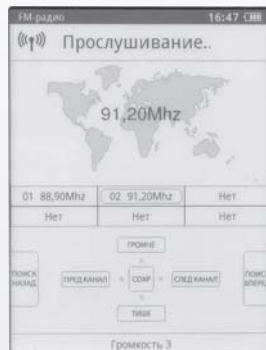 FM-радио 16:47
Прослушивание..
91,20Mhz
01 88,90Mhz 02 91,20Mhz Нет
Нет Нет Нет
ГРОМЧЕ
ПОИСК НАЗАД ПРЕД КАНАЛ СОХР СЛЕД КАНАЛ ПОИСК ВПЕРЕД
ТИШЕ
Громкость 3